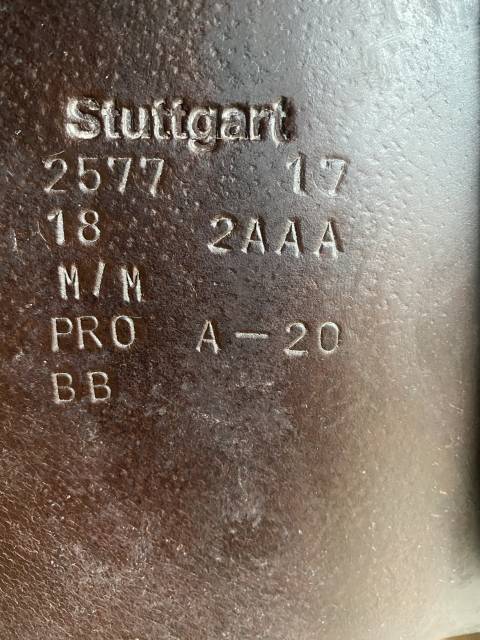 Stuttgart
2577 17
18 2AAA
M/M
PRO A-20
BB